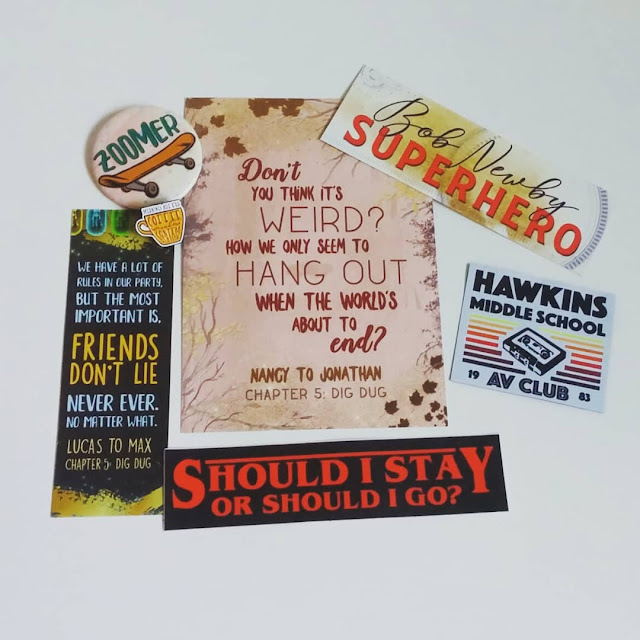 ZOOMER
COFFEE
WE HAVE A LOT OF
RULES IN OUR PARTY,
BUT THE MOST
IMPORTANT IS,
FRIENDS
DON'T LIE
NEVER EVER.
NO MATTER WHAT.
LUCAS TO MAX
CHAPTER 5: DIG DUG
Don't
YOU THINK IT'S
WEIRD?
HOW WE ONLY SEEM TO
HANG OUT
WHEN THE WORLD'S
ABOUT TO
end?
NANCY TO JONATHAN
CHAPTER 5: DIG DUG
Bob Newby
SUPERHERO
HAWKINS
MIDDLE SCHOOL
19 AV CLUB 83
SHOULD I STAY
OR SHOULD I GO?